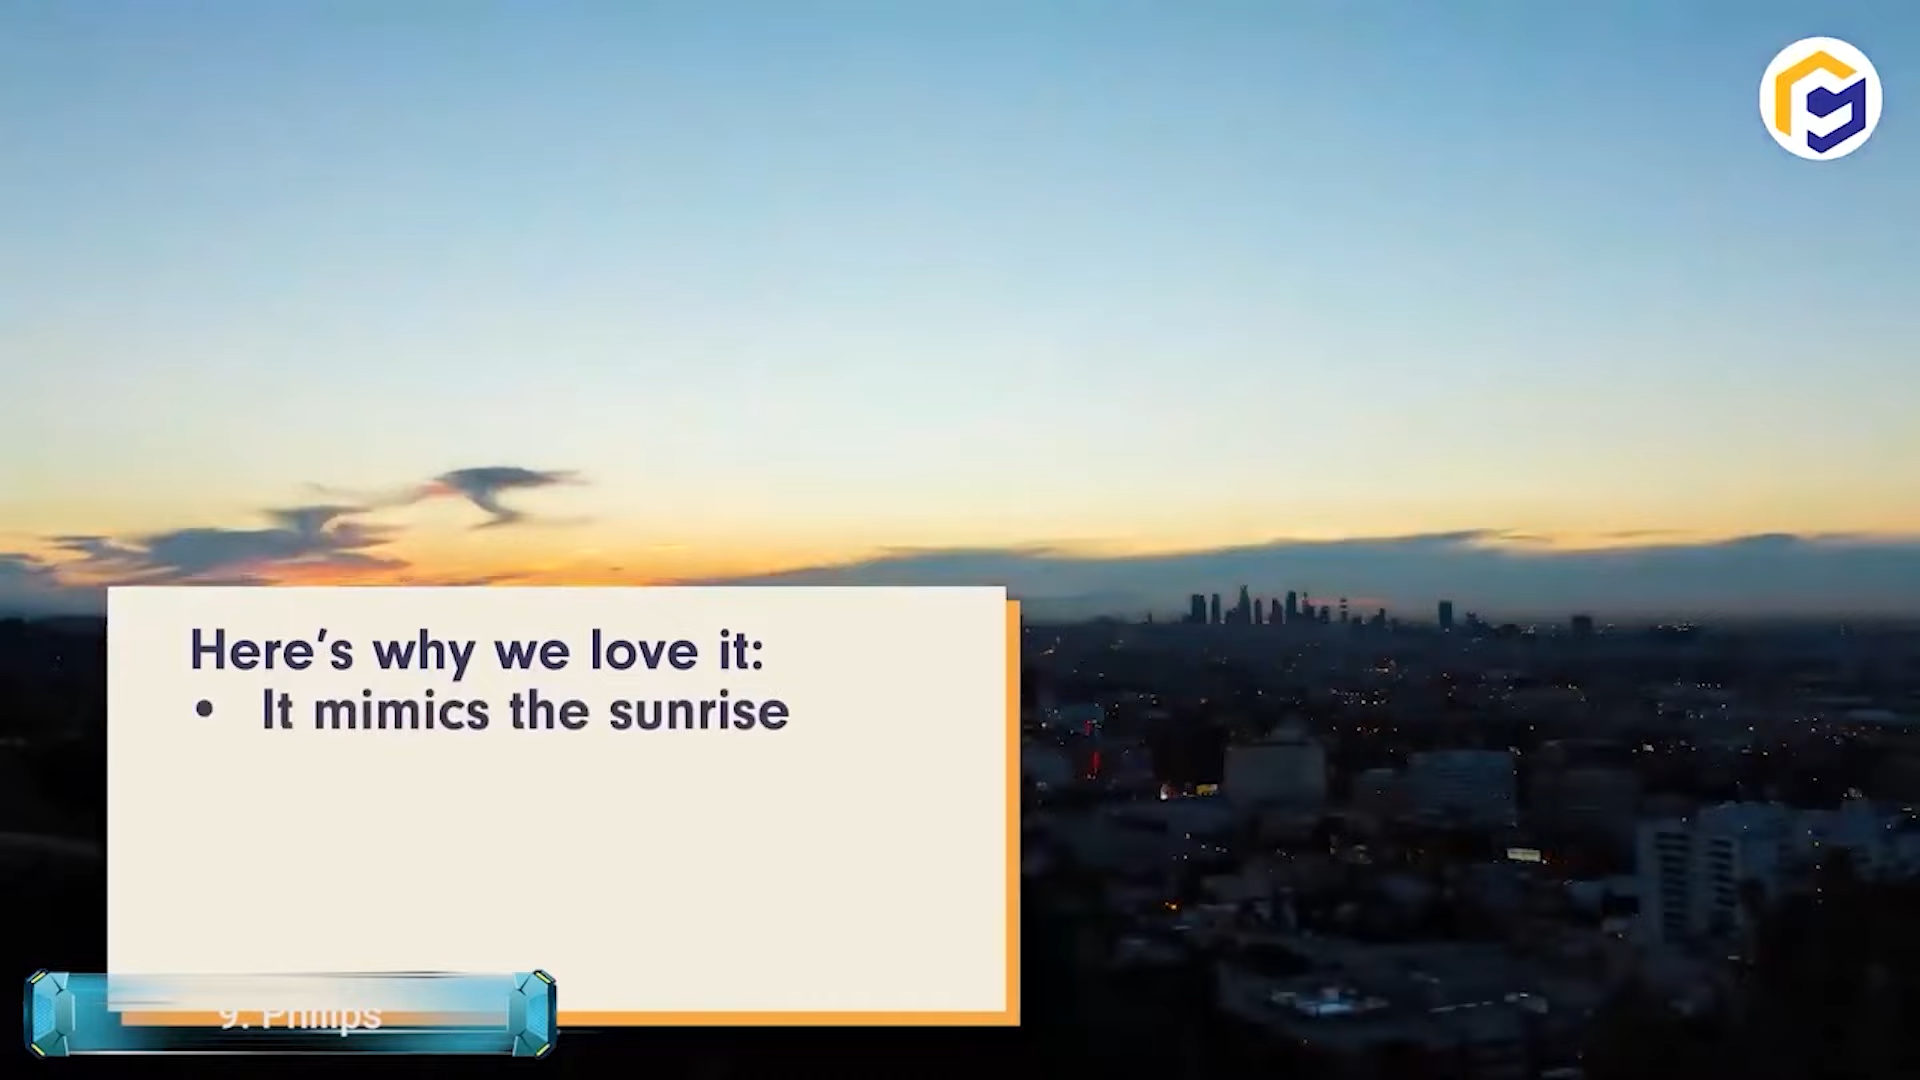 Here's why we love it:
• It mimics the sunrise
9. Philips